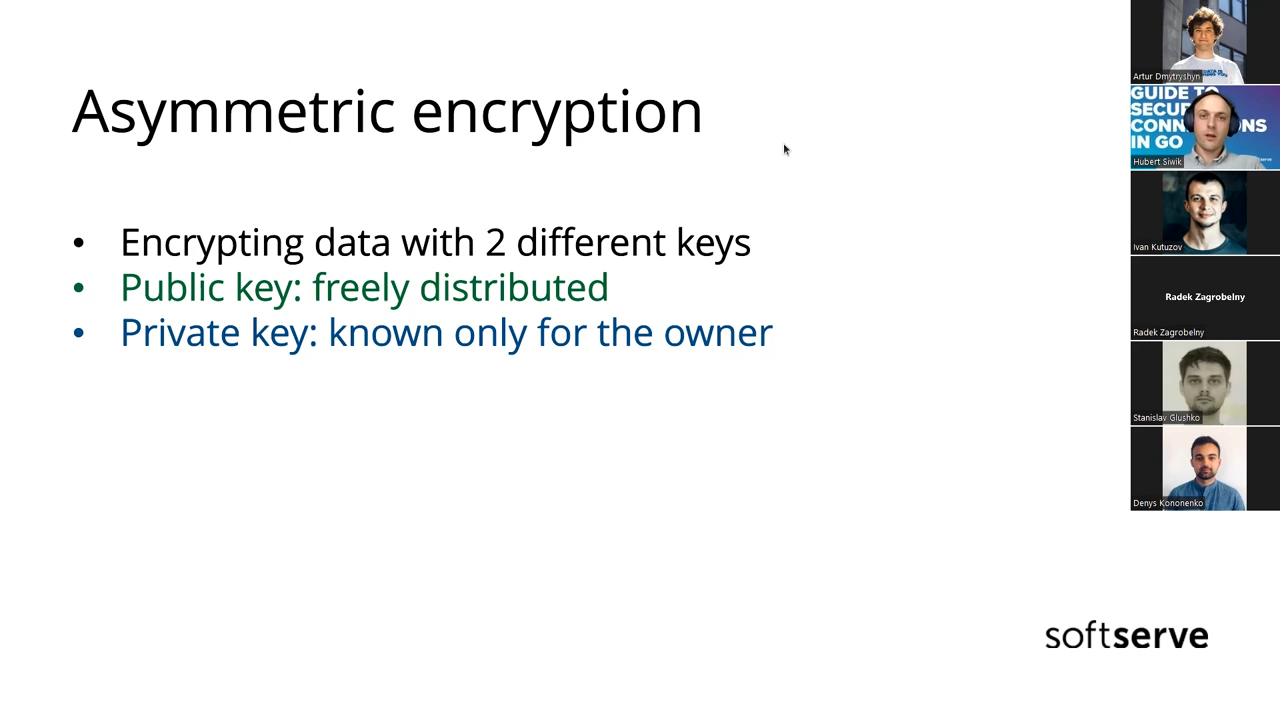 Asymmetric encryption
• Encrypting data with 2 different keys
• Public key: freely distributed
• Private key: known only for the owner
softserve
Artur Dmytryshyn
GUIDE TO
SECUR
CONN ONS
IN GO
Hubert Siwik
Ivan Kutuzov
Radek Zagrobelny
Radek Zagrobelny
Stanislav Glushko
Denys Kononenko